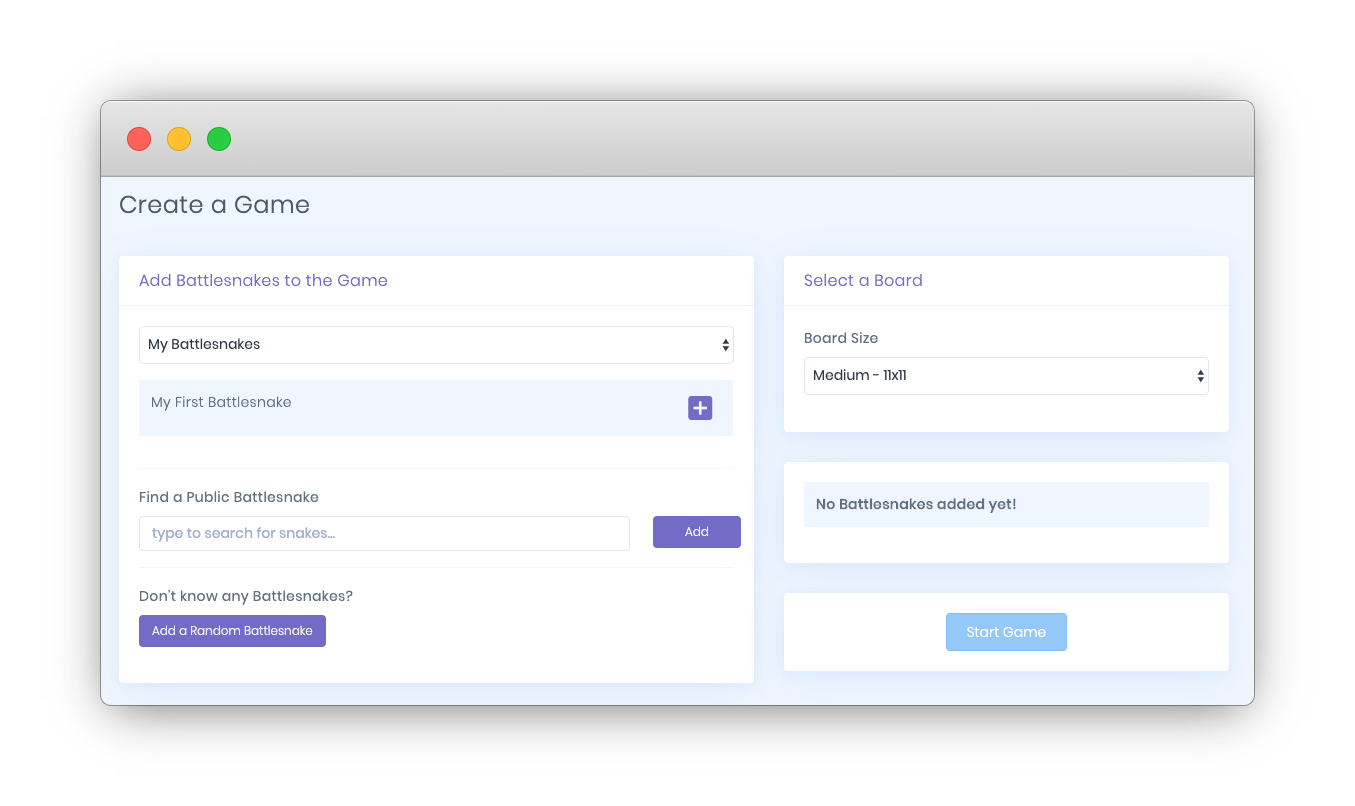 Create a Game
Add Battlesnakes to the Game
My Battlesnakes
My First Battlesnake
Find a Public Battlesnake
type to search for snakes...
Add
Don't know any Battlesnakes?
Add a Random Battlesnake
Select a Board
Board Size
Medium - 11x11
No Battlesnakes added yet!
Start Game